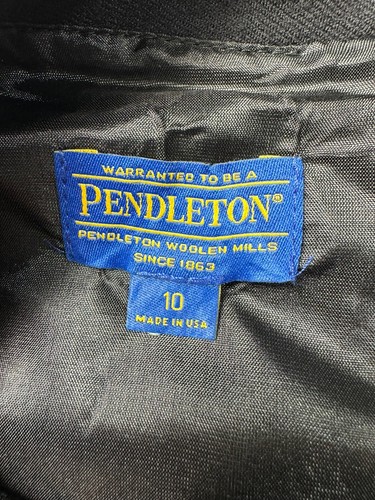 WARRANTED TO BE A
PENDLETON®
PENDLETON WOOLEN MILLS
SINCE 1863
10
MADE IN USA